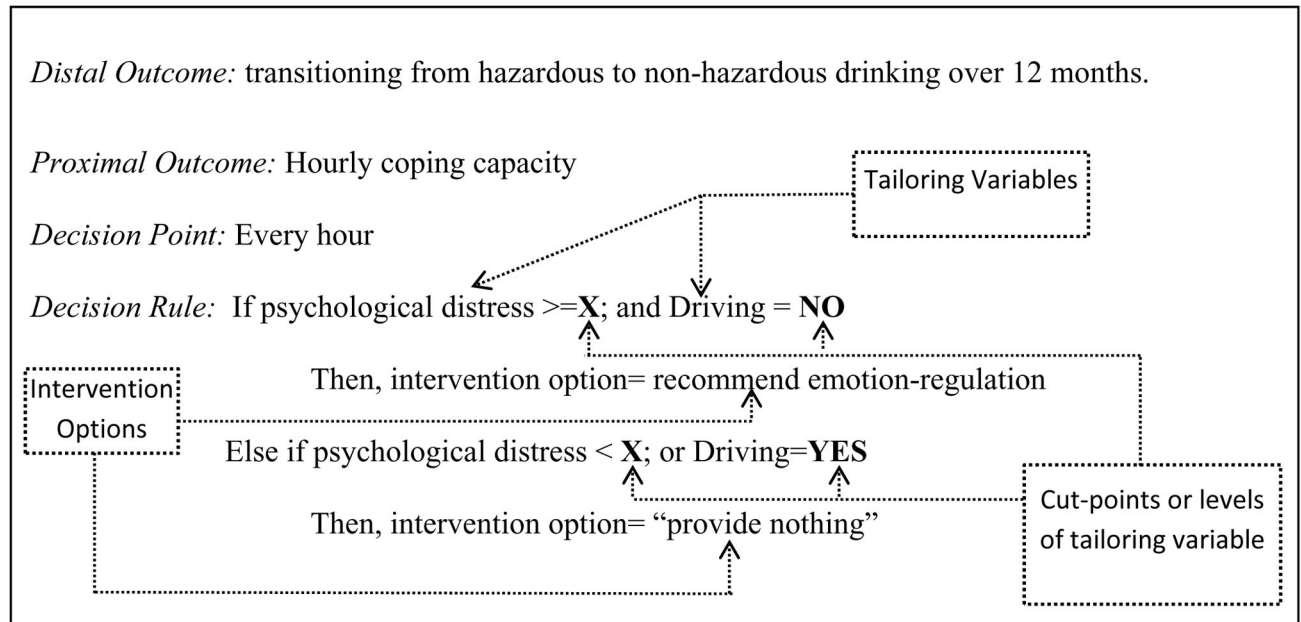 Distal Outcome: transitioning from hazardous to non-hazardous drinking over 12 months.
Proximal Outcome: Hourly coping capacity
Tailoring Variables
Decision Point: Every hour
Decision Rule: If psychological distress >=X; and Driving = NO
Then, intervention option= recommend emotion-regulation
Intervention
Options
Else if psychological distress < X; or Driving=YES
Then, intervention option= “provide nothing”
Cut-points or levels
of tailoring variable